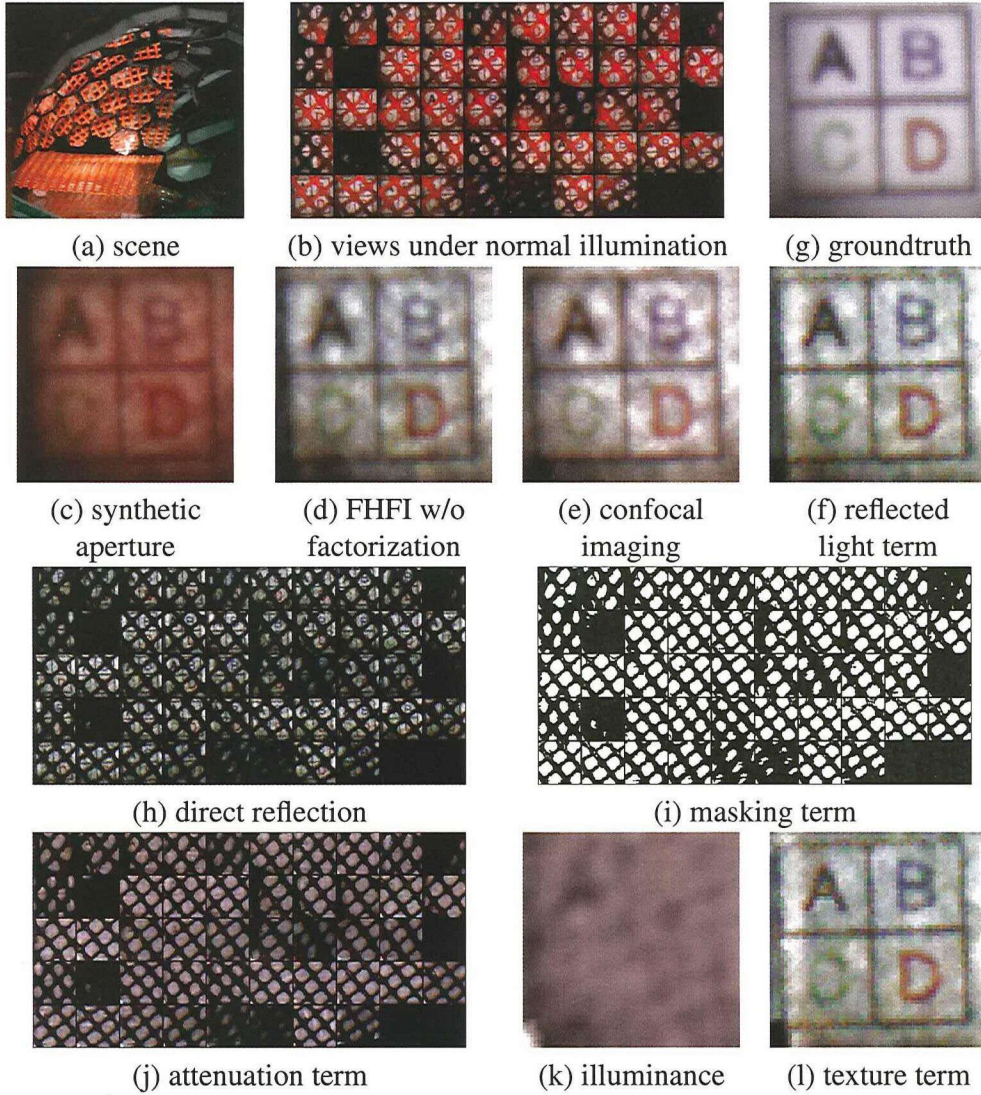 A B
C D
(a) scene
(b) views under normal illumination
(g) groundtruth
A B
C D
A B
C D
A B
C D
A B
C D
(c) synthetic
aperture
(d) FHFI w/o
factorization
(e) confocal
imaging
(f) reflected
light term
(h) direct reflection
(i) masking term
A B
C D
(j) attenuation term
(k) illuminance
(l) texture term